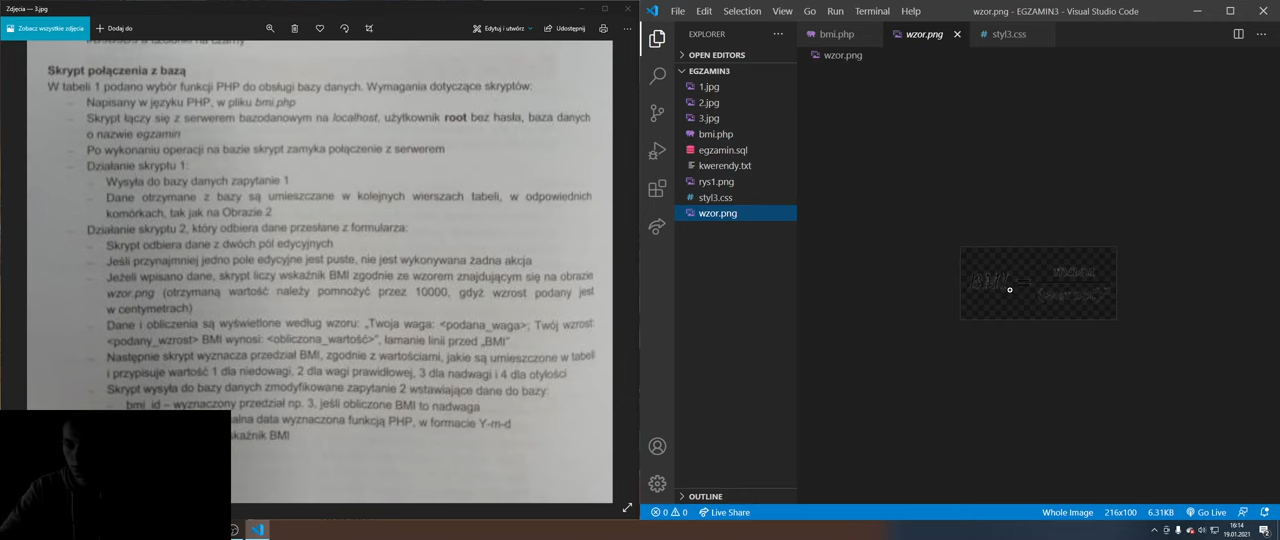 Zdjęcia — 3.jpg
Zobacz wszystkie zdjęcia
Dodaj do
Edytuj i utwórz
Udostępnij
Skrypt połączenia z bazą
W tabeli 1 podano wybór funkcji PHP do obsługi bazy danych. Wymagania dotyczące skryptów:
– Napisany w języku PHP, w pliku bmi.php
– Skrypt łączy się z serwerem bazodanowym na localhost, użytkownik root bez hasła, baza danych
o nazwie egzamin
– Po wykonaniu operacji na bazie skrypt zamyka połączenie z serwerem
– Działanie skryptu 1:
– Wysyła do bazy danych zapytanie 1
– Dane otrzymane z bazy są umieszczane w kolejnych wierszach tabeli, w odpowiednich
komórkach, tak jak na Obrazie 2
– Działanie skryptu 2, który odbiera dane przesłane z formularza:
– Skrypt odbiera dane z dwóch pól edycyjnych
– Jeśli przynajmniej jedno pole edycyjne jest puste, nie jest wykonywana żadna akcja
– Jeżeli wpisano dane, skrypt liczy wskaźnik BMI zgodnie ze wzorem znajdującym się na obrazie
wzor.png (otrzymaną wartość należy pomnożyć przez 10000, gdyż wzrost podany jest
w centymetrach)
– Dane i obliczenia są wyświetlone według wzoru: „Twoja waga: <podana_waga>; Twój wzrost:
<podany_wzrost> BMI wynosi: <obliczona_wartość>”, łamanie linii przed „BMI”
– Następnie skrypt wyznacza przedział BMI, zgodnie z wartościami, jakie są umieszczone w tabeli
i przypisuje wartość 1 dla niedowagi, 2 dla wagi prawidłowej, 3 dla nadwagi i 4 dla otyłości
– Skrypt wysyła do bazy danych zmodyfikowane zapytanie 2 wstawiające dane do bazy:
– bmi_id – wyznaczony przedział np. 3, jeśli obliczone BMI to nadwaga
data wyznaczona funkcją PHP, w formacie Y-m-d
BMI
File Edit Selection View Go Run Terminal Help
wzor.png - EGZAMIN3 - Visual Studio Code
EXPLORER
bmi.php
wzor.png
styl3.css
OPEN EDITORS
wzor.png
EGZAMIN3
1.jpg
2.jpg
3.jpg
bmi.php
egzamin.sql
kwerendy.txt
rys1.png
styl3.css
wzor.png
BMI =
OUTLINE
0 0 Live Share
Whole Image 216x100 6.31KB Go Live
16:14
19.01.2021
2